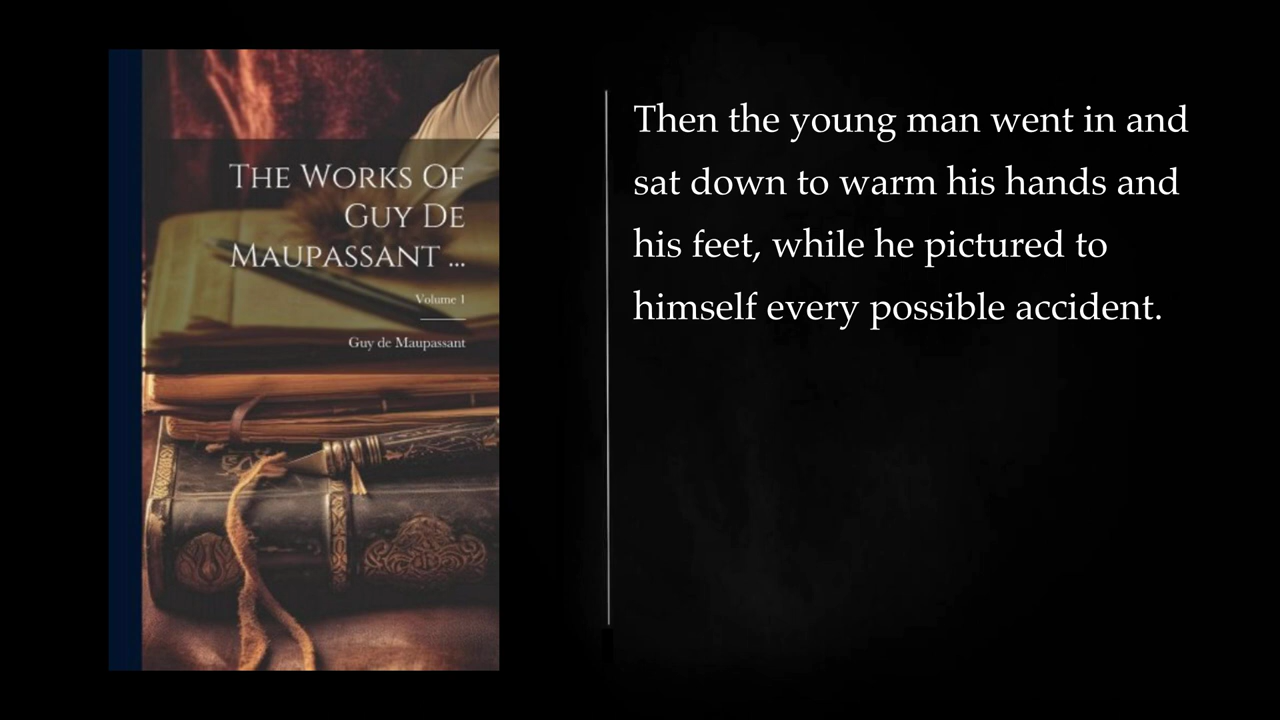 The Works Of
Guy De
Maupassant ...
Volume 1
Guy de Maupassant
Then the young man went in and
sat down to warm his hands and
his feet, while he pictured to
himself every possible accident.